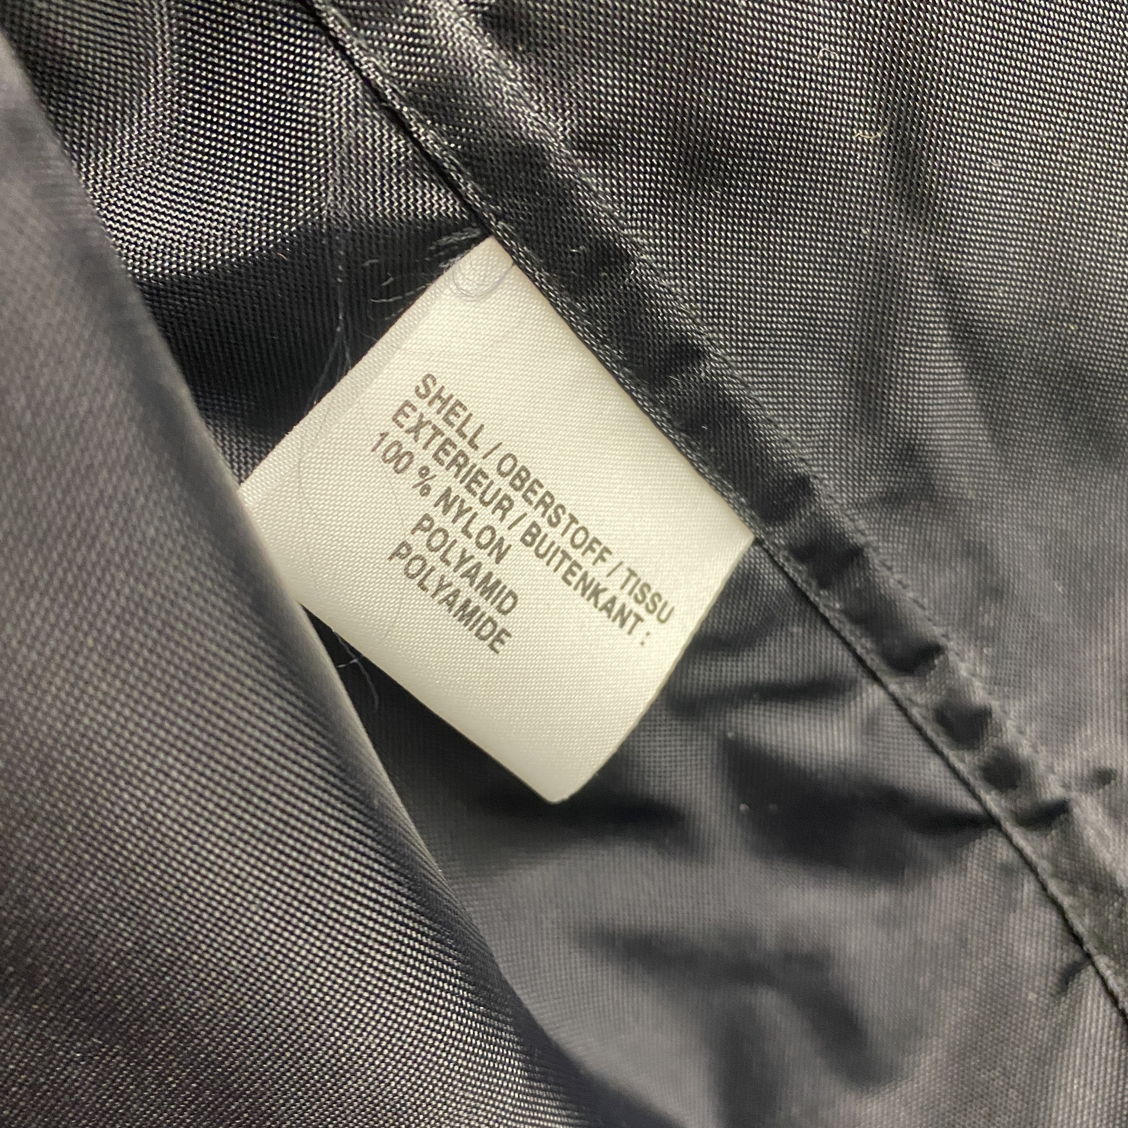 SHELL / OBERSTOFF / TISSU
EXTERIEUR / BUITENKANT :
100 % NYLON
POLYAMID
POLYAMIDE